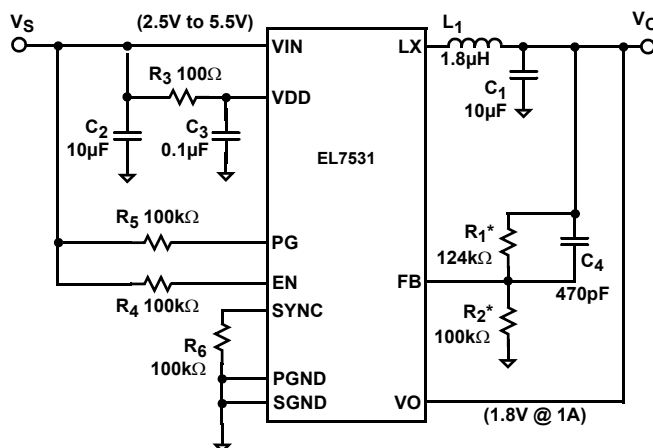 VS (2.5V to 5.5V) L1 VO
VIN LX
1.8µH
R3 100Ω
VDD
C1
10µF
C2
10µF
C3
0.1µF
EL7531
R5 100kΩ
PG
R1*
124kΩ
C4
470pF
EN FB
R4 100kΩ
SYNC
R2*
100kΩ
R6
100kΩ
PGND
SGND VO
(1.8V @ 1A)